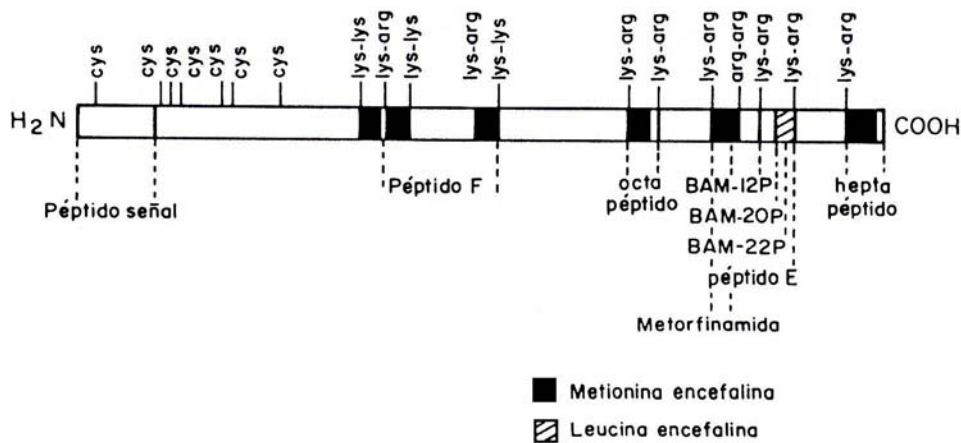 cys
cys
cys
cys
cys
cys
cys
lys-lys
lys-arg
lys-lys
lys-arg
lys-lys
lys-arg
lys-arg
lys-arg
arg-arg
lys-arg
lys-arg
lys-arg
H₂N
COOH
Péptido señal
Péptido F
octa
péptido
BAM-12P
BAM-20P
BAM-22P
péptido E
Metorfinamida
hepta
péptido
Metionina encefalina
Leucina encefalina